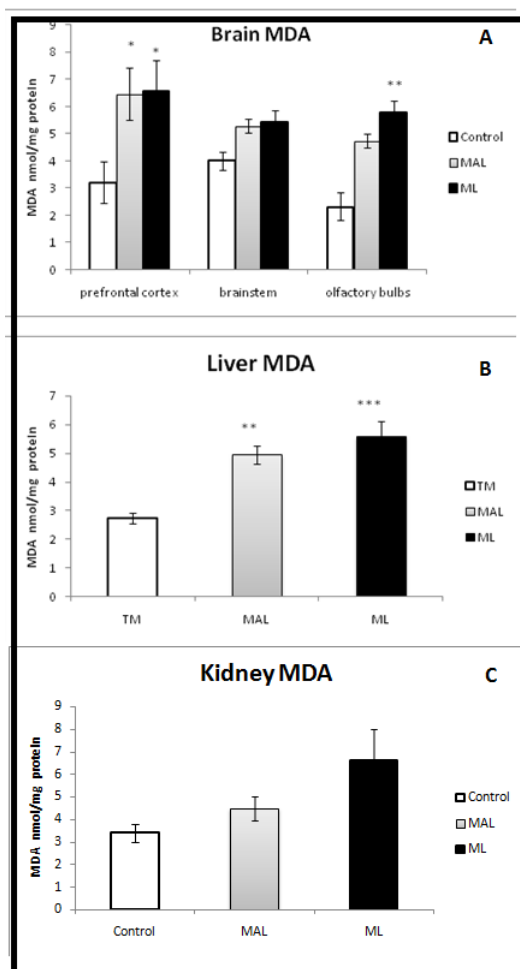 Brain MDA
A
MDA nmol/mg protein
9
8
7
6
5
4
3
2
1
0
*
*
**
prefrontal cortex
brainstem
olfactory bulbs
Control
MAL
ML
Liver MDA
B
MDA nmol/mg protein
7
6
5
4
3
2
1
0
**
***
TM
MAL
ML
TM
MAL
ML
Kidney MDA
C
MDA nmol/mg protein
9
8
7
6
5
4
3
2
1
0
Control
MAL
ML
Control
MAL
ML